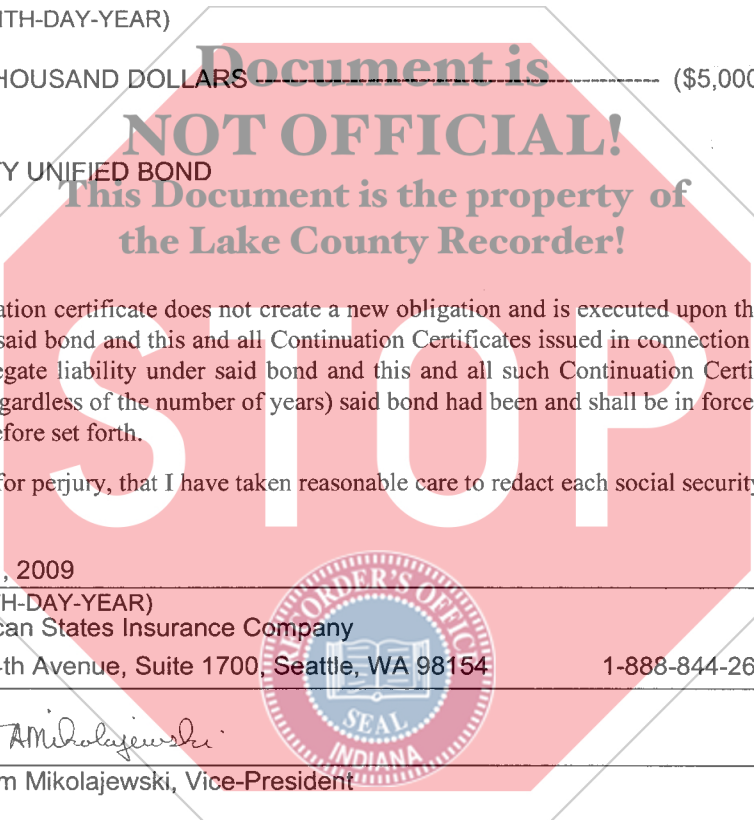 TH-DAY-YEAR)
HOUSAND DOLLARS ---------------------------------------- ($5,000
Document is
NOT OFFICIAL!
Y UNIFIED BOND
This Document is the property of
the Lake County Recorder!
ation certificate does not create a new obligation and is executed upon th
said bond and this and all Continuation Certificates issued in connection
egate liability under said bond and this and all such Continuation Certi
gardless of the number of years) said bond had been and shall be in force
efore set forth.
for perjury, that I have taken reasonable care to redact each social security
STOP
, 2009
TH-DAY-YEAR)
can States Insurance Company
th Avenue, Suite 1700, Seattle, WA 98154 1-888-844-26
RECORDER'S OFFICE
SEAL
INDIANA
AMikolajewski
m Mikolajewski, Vice-President